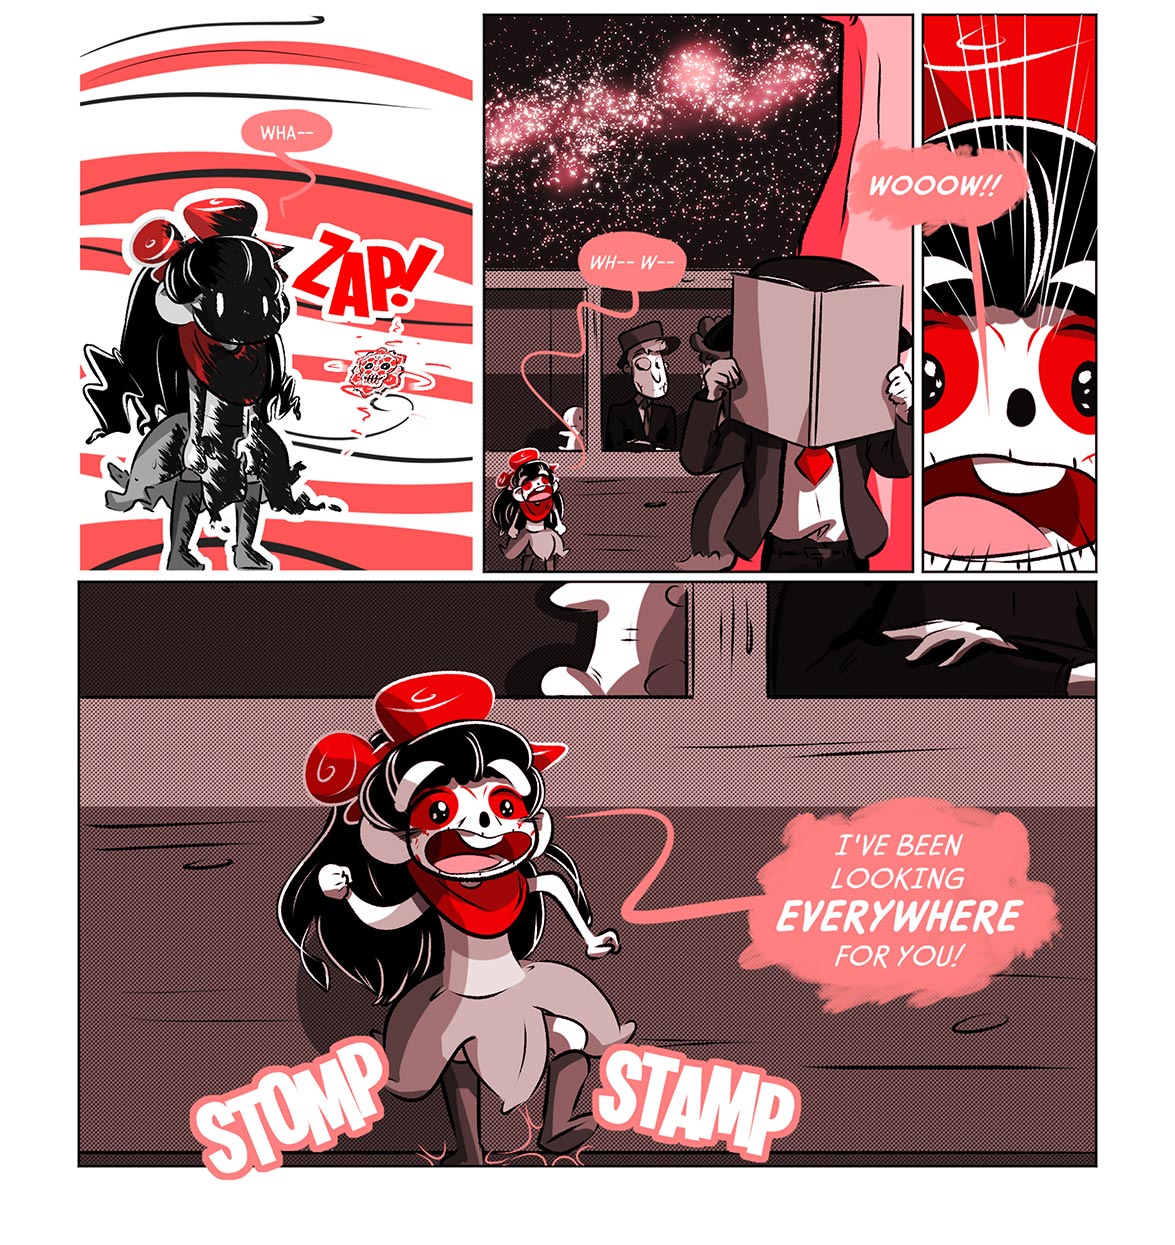 WHA--
ZAP!
WH-- W--
WOOOW!!
I'VE BEEN
LOOKING
EVERYWHERE
FOR YOU!
STOMP
STAMP